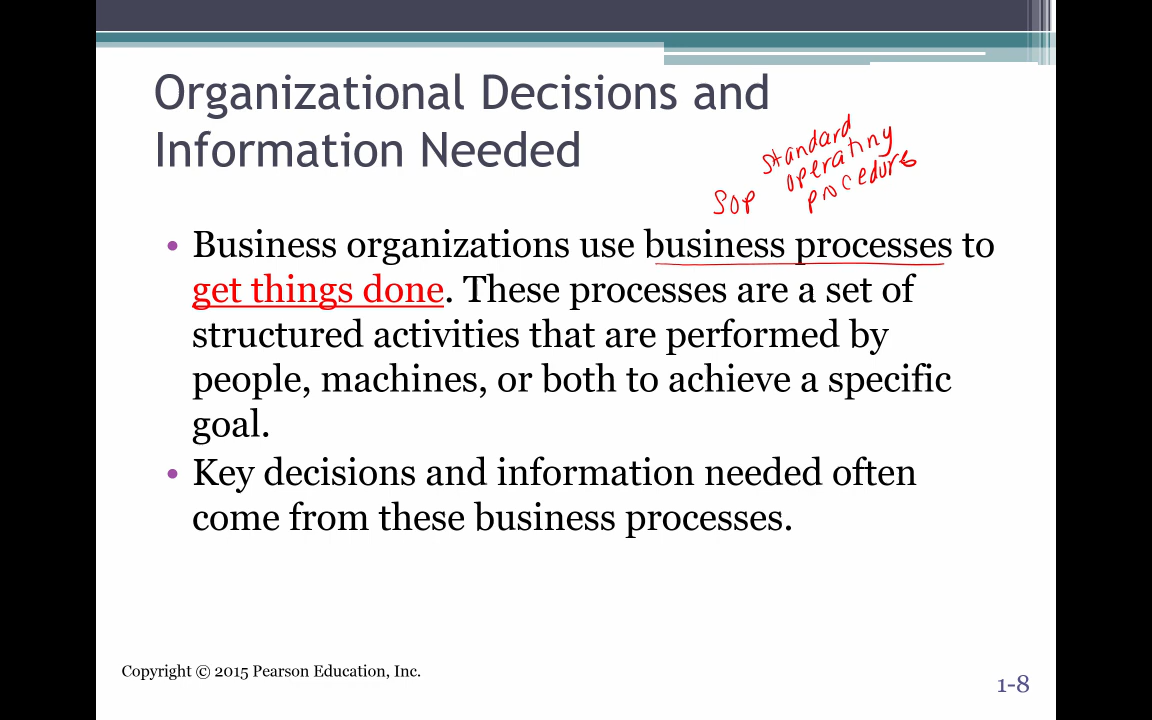 Organizational Decisions and
Information Needed
standard
operating
procedure
SOP
• Business organizations use business processes to
get things done. These processes are a set of
structured activities that are performed by
people, machines, or both to achieve a specific
goal.
• Key decisions and information needed often
come from these business processes.
Copyright © 2015 Pearson Education, Inc.
1-8